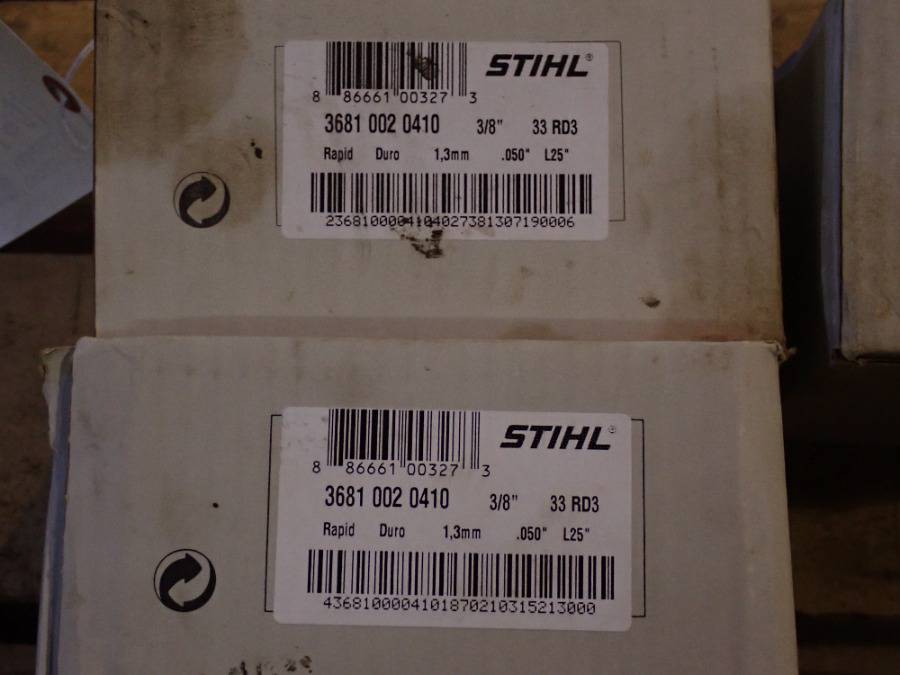 STIHL®
8 86661 00327 3
3681 002 0410 3/8" 33 RD3
Rapid Duro 1,3mm .050" L25"
2368100004104027381307190006
STIHL®
8 86661 00327 3
3681 002 0410 3/8" 33 RD3
Rapid Duro 1,3mm .050" L25"
4368100004101870210315213000